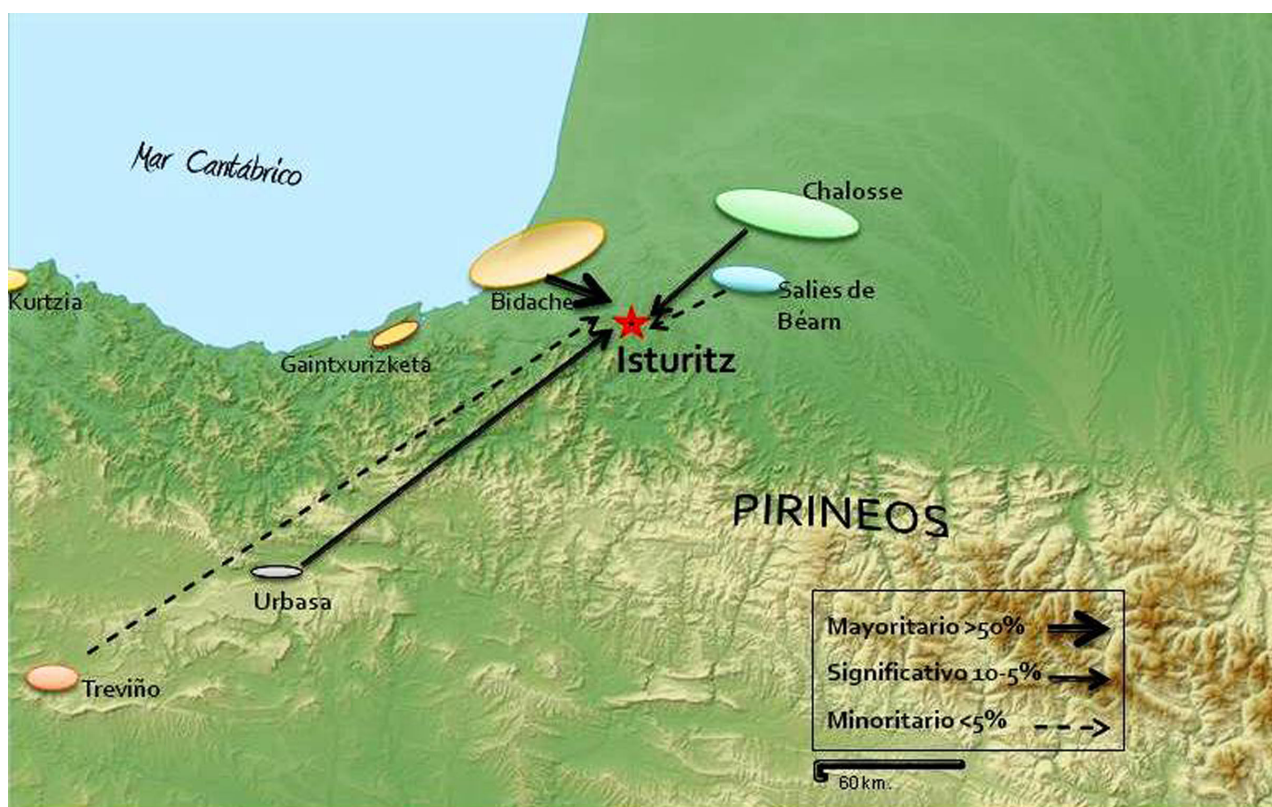 Mar Cantábrico
Chalosse
Kurtzia
Bidache
Salies de
Béarn
Gaintxurizketa
Isturitz
PIRINEOS
Urbasa
Treviño
Mayoritario >50%
Significativo 10-5%
Minoritario <5%
60 km.